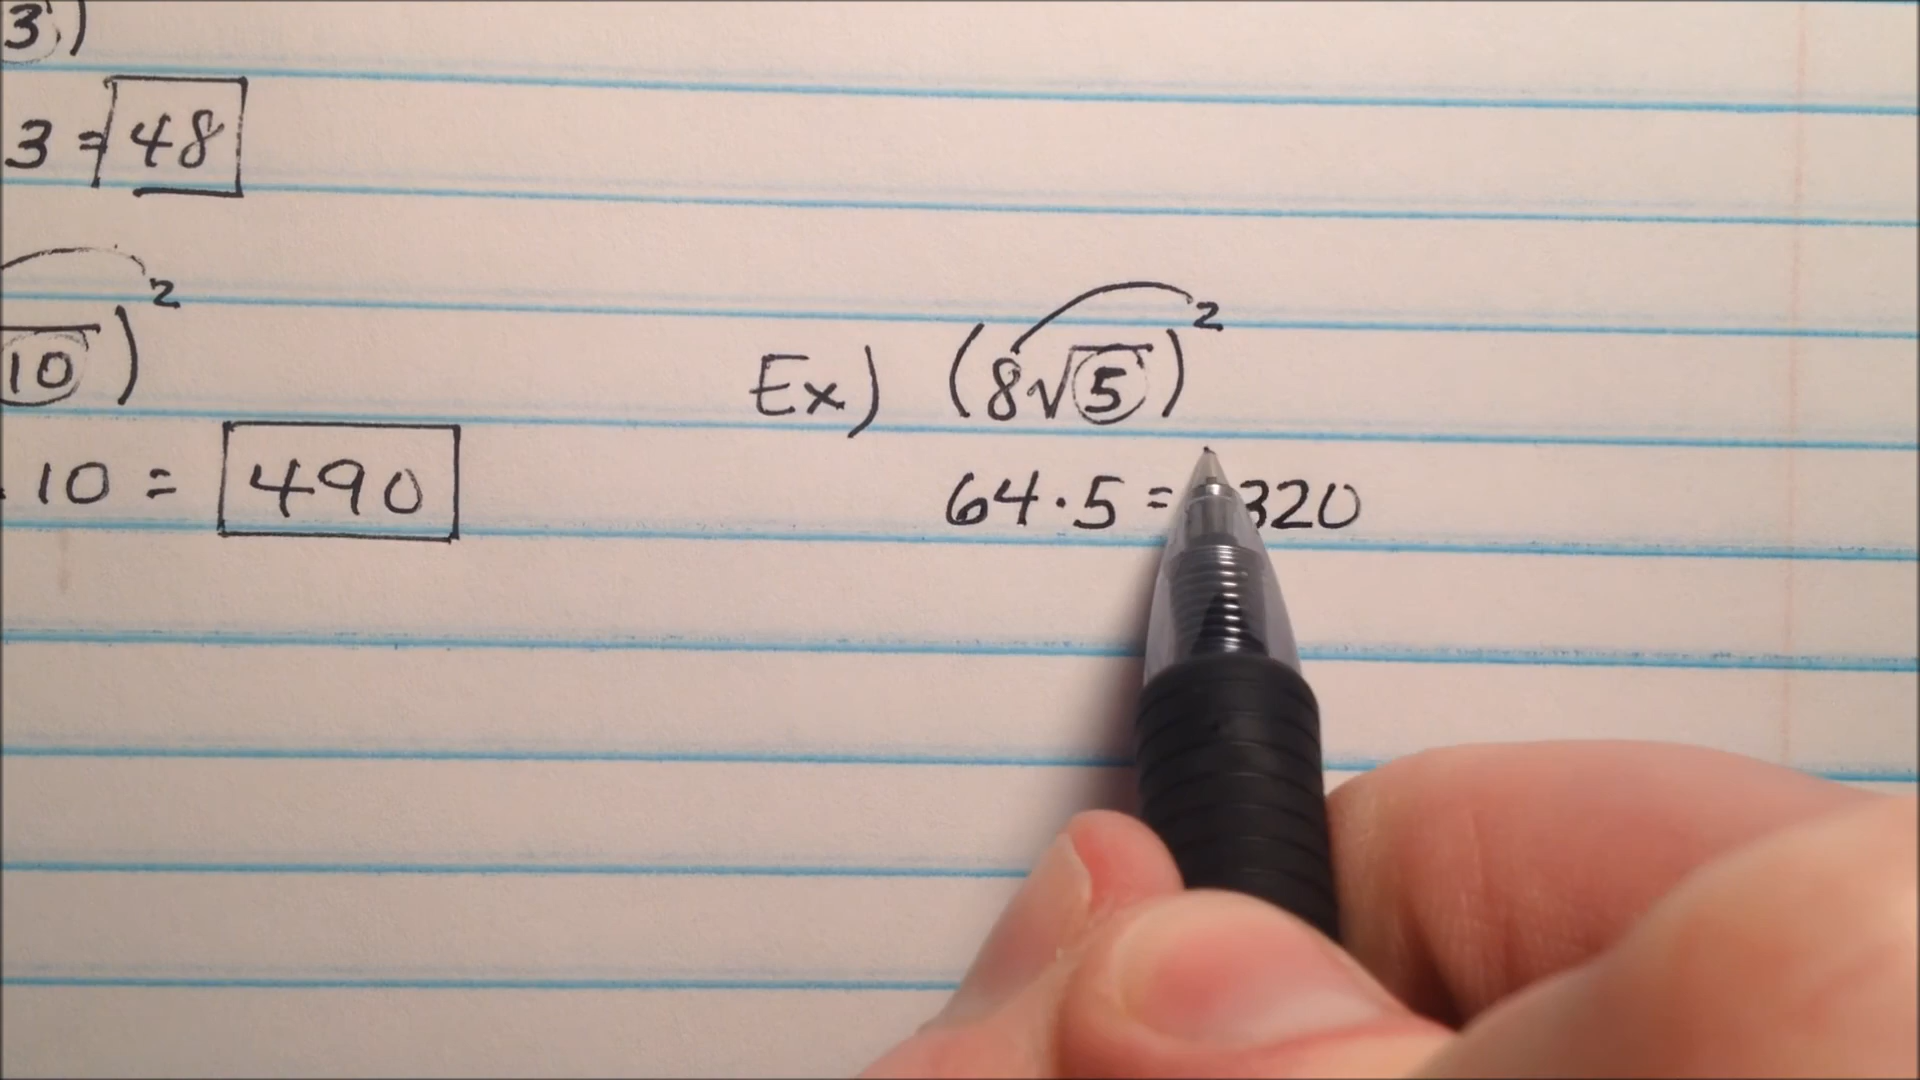 3)
3 = 48
√10)²
. 10 = 490
Ex) (8√5)²
64·5 = 320